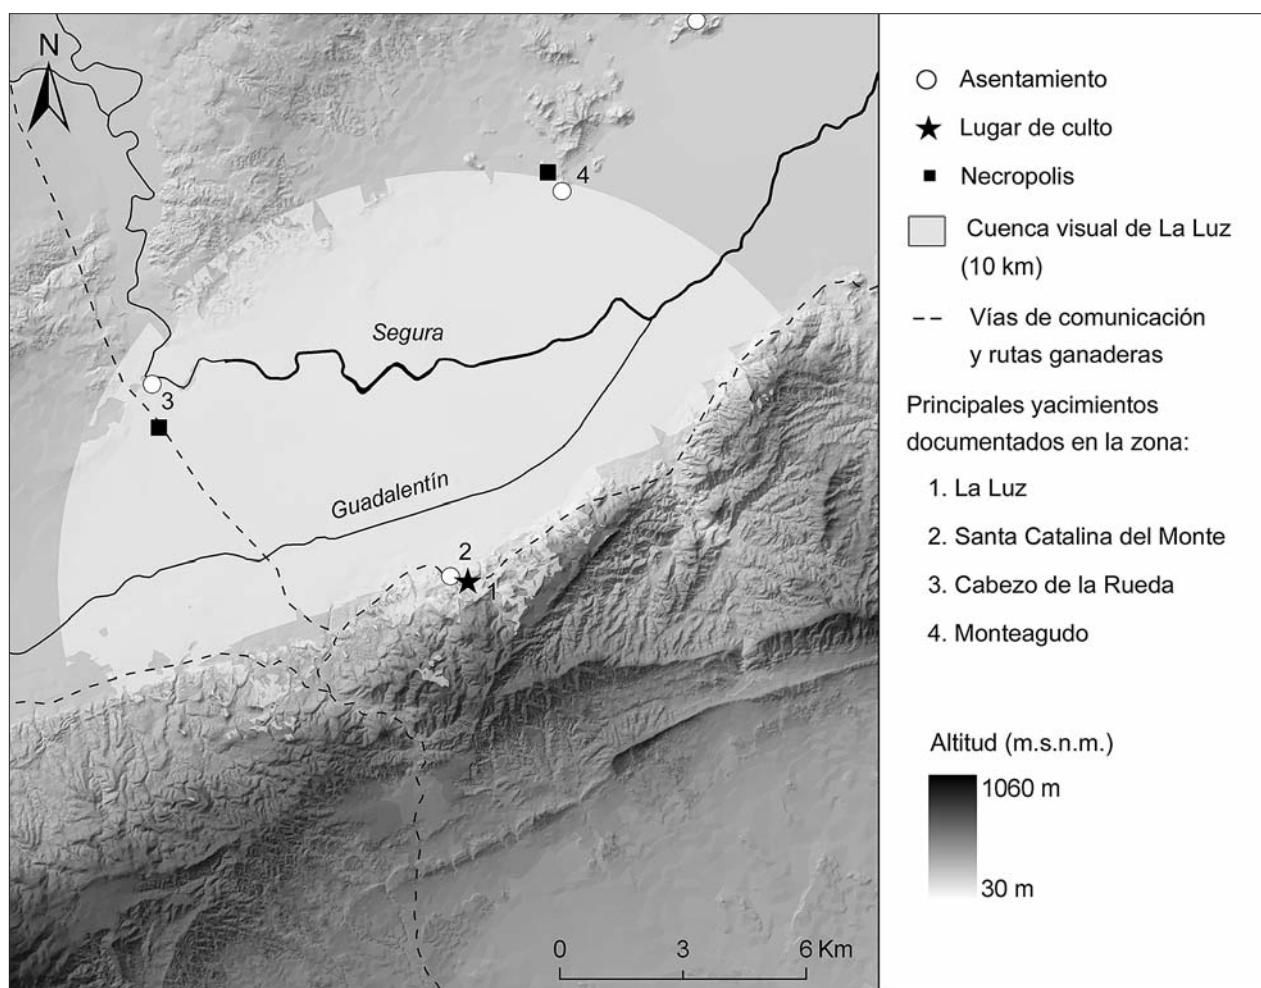 N
4
Segura
3
Guadalentín
2
1
0 3 6 Km
Asentamiento
Lugar de culto
Necropolis
Cuenca visual de La Luz
(10 km)
Vías de comunicación
y rutas ganaderas
Principales yacimientos
documentados en la zona:
1. La Luz
2. Santa Catalina del Monte
3. Cabezo de la Rueda
4. Monteagudo
Altitud (m.s.n.m.)
1060 m
30 m